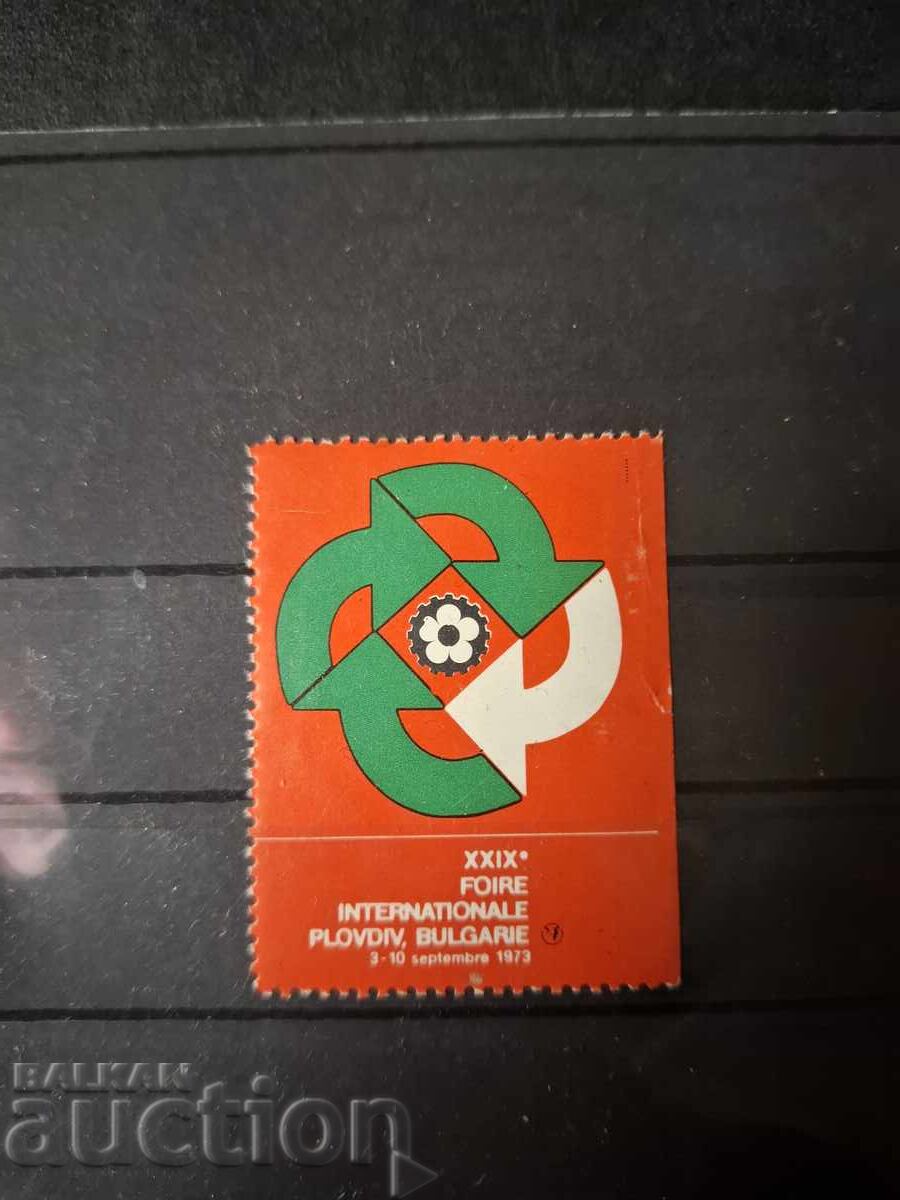 XXIXe
FOIRE
INTERNATIONALE
PLOVDIV, BULGARIE
3-10 septembre 1973
BALKAN
auction